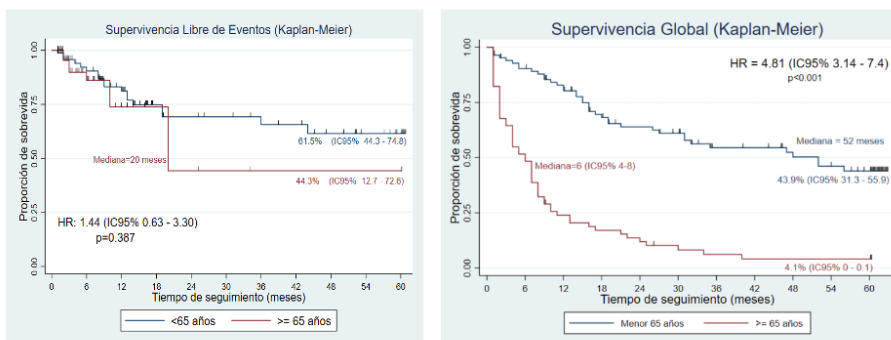 Supervivencia Libre de Eventos (Kaplan-Meier)
Proporción de sobrevida
1.00
0.75
0.50
0.25
0.00
61.5% (IC95% 44.3 - 74.8)
Mediana=20 meses
44.3% (IC95% 12.7 - 72.6)
HR: 1.44 (IC95% 0.63 - 3.30)
p=0.387
0 6 12 18 24 30 36 42 48 54 60
Tiempo de seguimiento (meses)
<65 años >= 65 años
Supervivencia Global (Kaplan-Meier)
Proporción de sobrevida
1.00
0.75
0.50
0.25
0.00
HR = 4.81 (IC95% 3.14 - 7.4)
p<0.001
Mediana = 52 meses
Mediana=6 (IC95% 4-8)
43.9% (IC95% 31.3 - 55.9)
4.1% (IC95% 0 - 0.1)
0 6 12 18 24 30 36 42 48 54 60
Tiempo de seguimiento (meses)
Menor 65 años >= 65 años